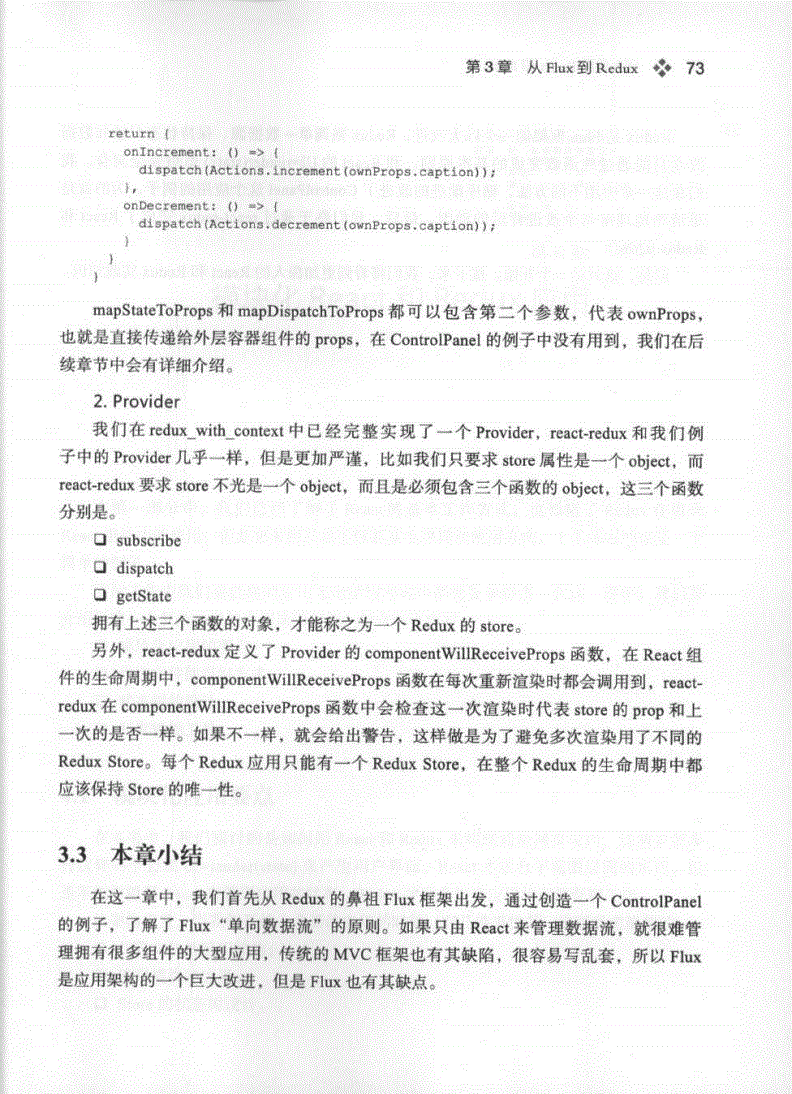 第3章 从 Flux 到 Redux ❖ 73
return {
onIncrement: () => {
dispatch(Actions.increment(ownProps.caption));
},
onDecrement: () => {
dispatch(Actions.decrement(ownProps.caption));
}
}
}
mapStateToProps 和 mapDispatchToProps 都可以包含第二个参数，代表 ownProps，
也就是直接传递给外层容器组件的 props，在 ControlPanel 的例子中没有用到，我们在后
续章节中会有详细介绍。
2. Provider
我们在 redux_with_context 中已经完整实现了一个 Provider，react-redux 和我们例
子中的 Provider 几乎一样，但是更加严谨，比如我们只要求 store 属性是一个 object，而
react-redux 要求 store 不光是一个 object，而且是必须包含三个函数的 object，这三个函数
分别是。
❑ subscribe
❑ dispatch
❑ getState
拥有上述三个函数的对象，才能称之为一个 Redux 的 store。
另外，react-redux 定义了 Provider 的 componentWillReceiveProps 函数，在 React 组
件的生命周期中，componentWillReceiveProps 函数在每次重新渲染时都会调用到，react-
redux 在 componentWillReceiveProps 函数中会检查这一次渲染时代表 store 的 prop 和上
一次的是否一样。如果不一样，就会给出警告，这样做是为了避免多次渲染用了不同的
Redux Store。每个 Redux 应用只能有一个 Redux Store，在整个 Redux 的生命周期中都
应该保持 Store 的唯一性。
3.3 本章小结
在这一章中，我们首先从 Redux 的鼻祖 Flux 框架出发，通过创造一个 ControlPanel
的例子，了解了 Flux “单向数据流”的原则。如果只由 React 来管理数据流，就很难管
理拥有很多组件的大型应用，传统的 MVC 框架也有其缺陷，很容易写乱套，所以 Flux
是应用架构的一个巨大改进，但是 Flux 也有其缺点。